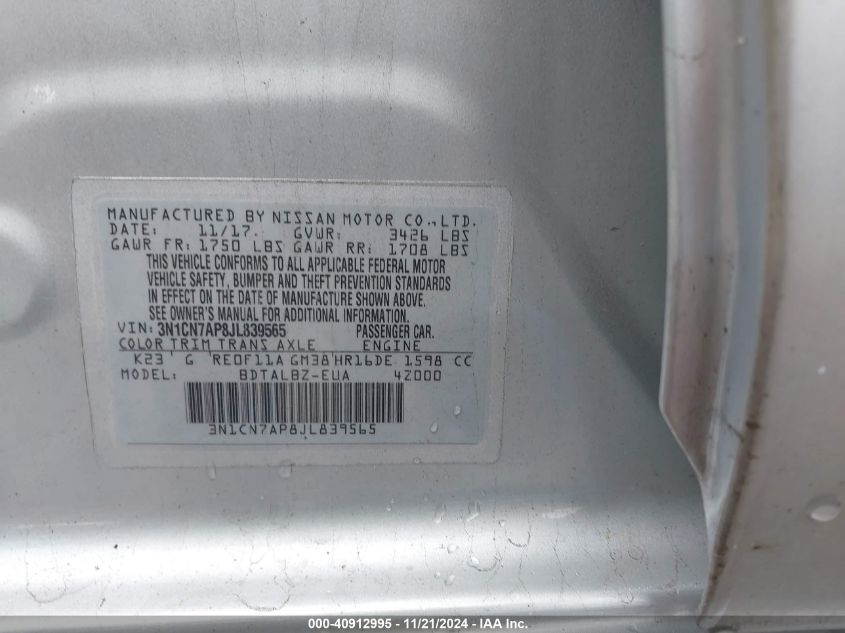 MANUFACTURED BY NISSAN MOTOR CO.,LTD.
DATE: 11/17. GVWR: 3426 LBS
GAWR FR: 1750 LBS GAWR RR: 1708 LBS
THIS VEHICLE CONFORMS TO ALL APPLICABLE FEDERAL MOTOR
VEHICLE SAFETY, BUMPER AND THEFT PREVENTION STANDARDS
IN EFFECT ON THE DATE OF MANUFACTURE SHOWN ABOVE.
SEE OWNER'S MANUAL FOR ADDITIONAL INFORMATION.
VIN: 3N1CN7AP8JL839565 PASSENGER CAR.
COLOR TRIM TRANS AXLE ENGINE
K23 G RE0F11A GM38 HR16DE 1598 CC
MODEL: BDTALBZ-EUA 4Z000
3N1CN7AP8JL839565
000-40912995 - 11/21/2024 - IAA Inc.